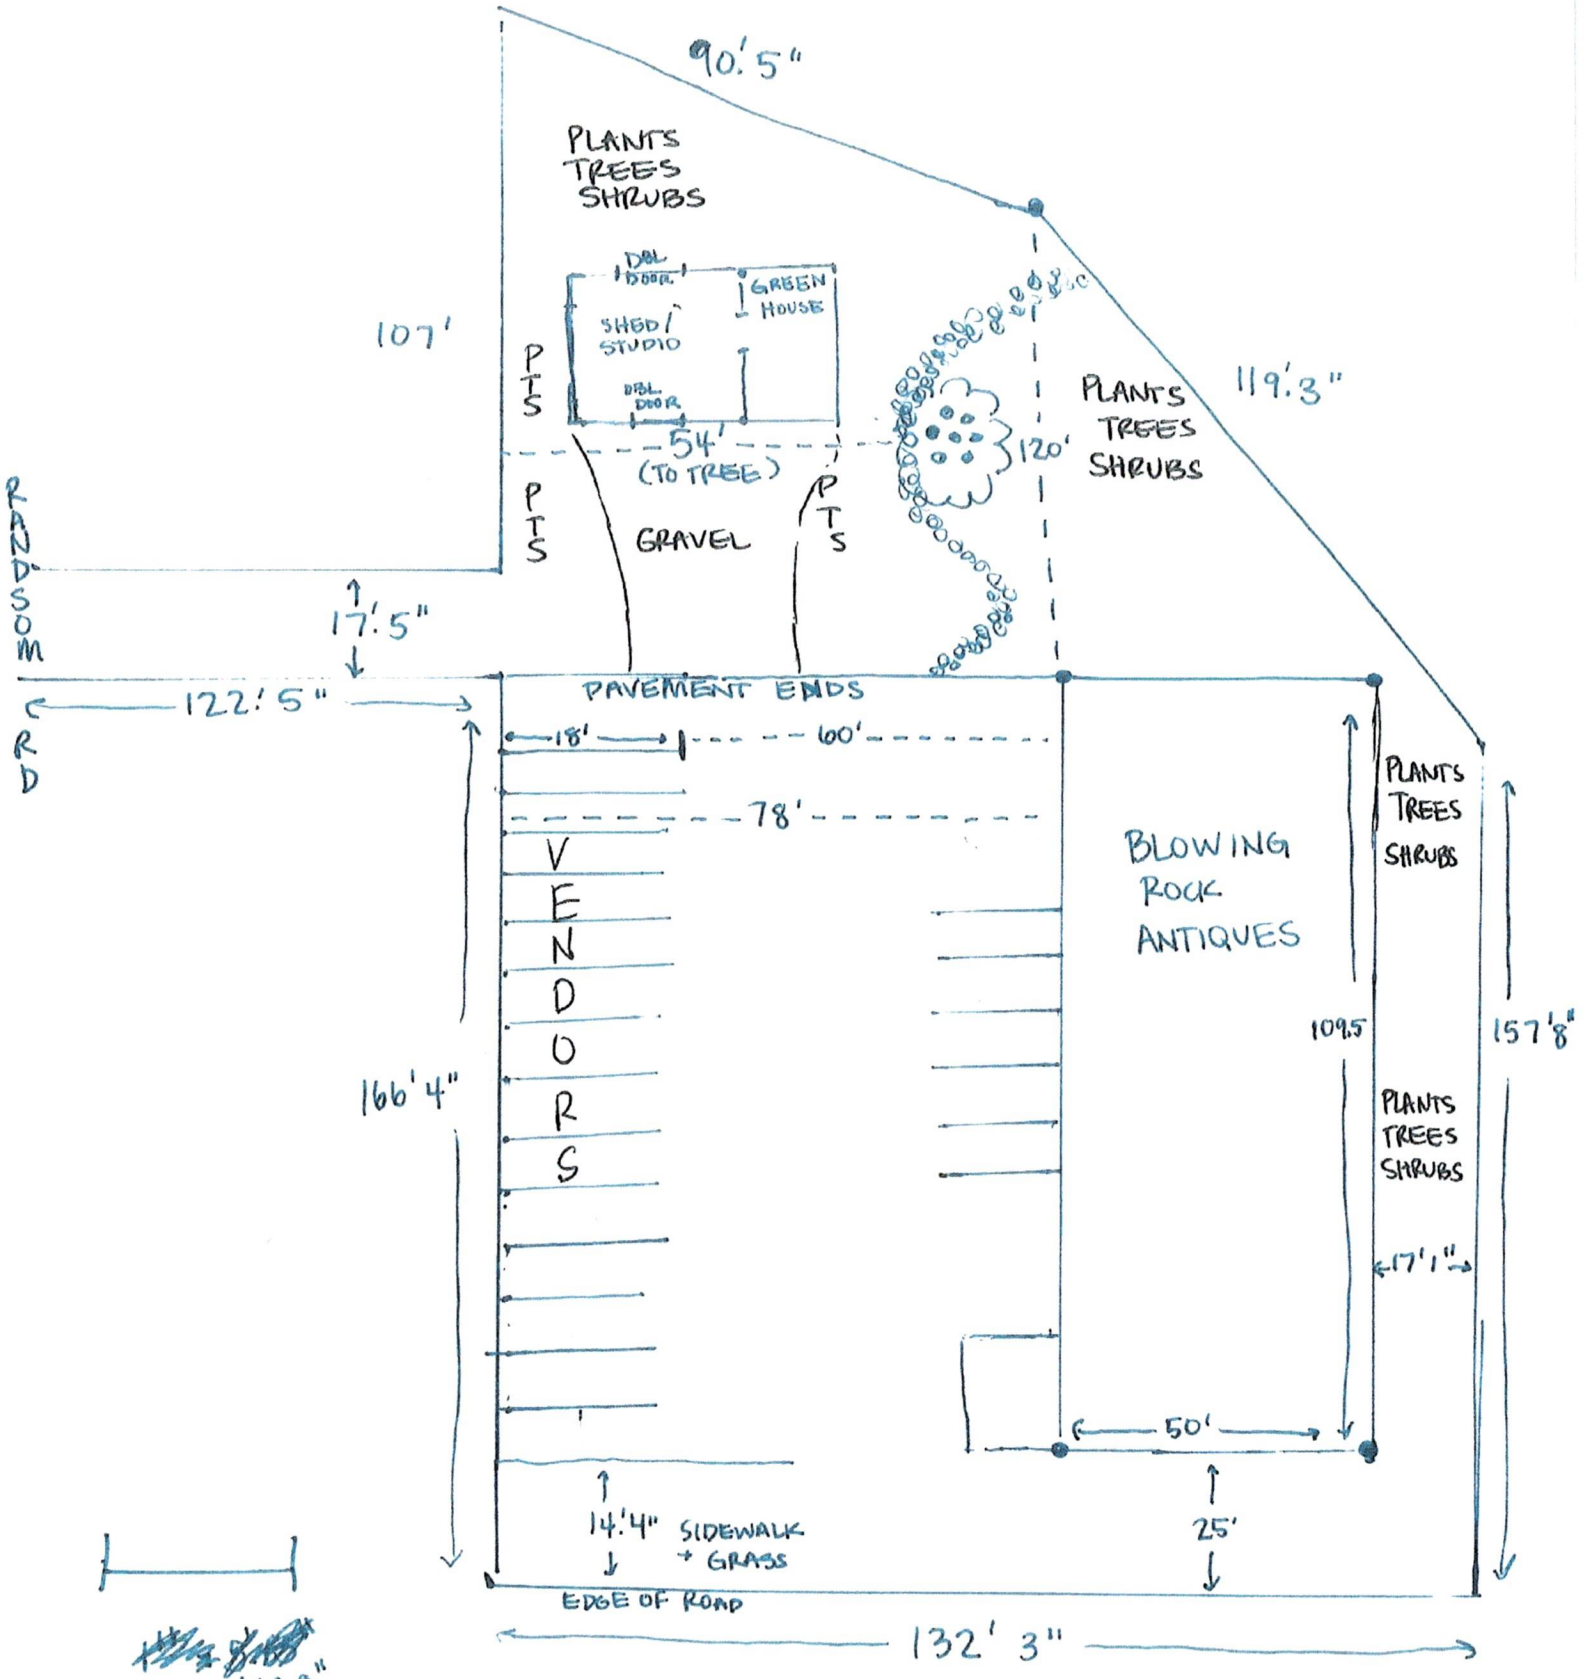 90'.5"
PLANTS
TREES
SHRUBS
DBL
DOOR
GREEN
HOUSE
SHED/
STUDIO
DBL
DOOR
107'
PTS
PLANTS
TREES
SHRUBS
119'.3"
54'
(TO TREE)
120'
PTS
GRAVEL
PTS
RANDSOM RD
17'.5"
122'.5"
PAVEMENT ENDS
18'
60'
78'
VENDORS
BLOWING
ROCK
ANTIQUES
PLANTS
TREES
SHRUBS
109.5
157'8"
166'4"
PLANTS
TREES
SHRUBS
17'1"
50'
14'.4"
SIDEWALK
+ GRASS
25'
EDGE OF ROAD
132' 3"